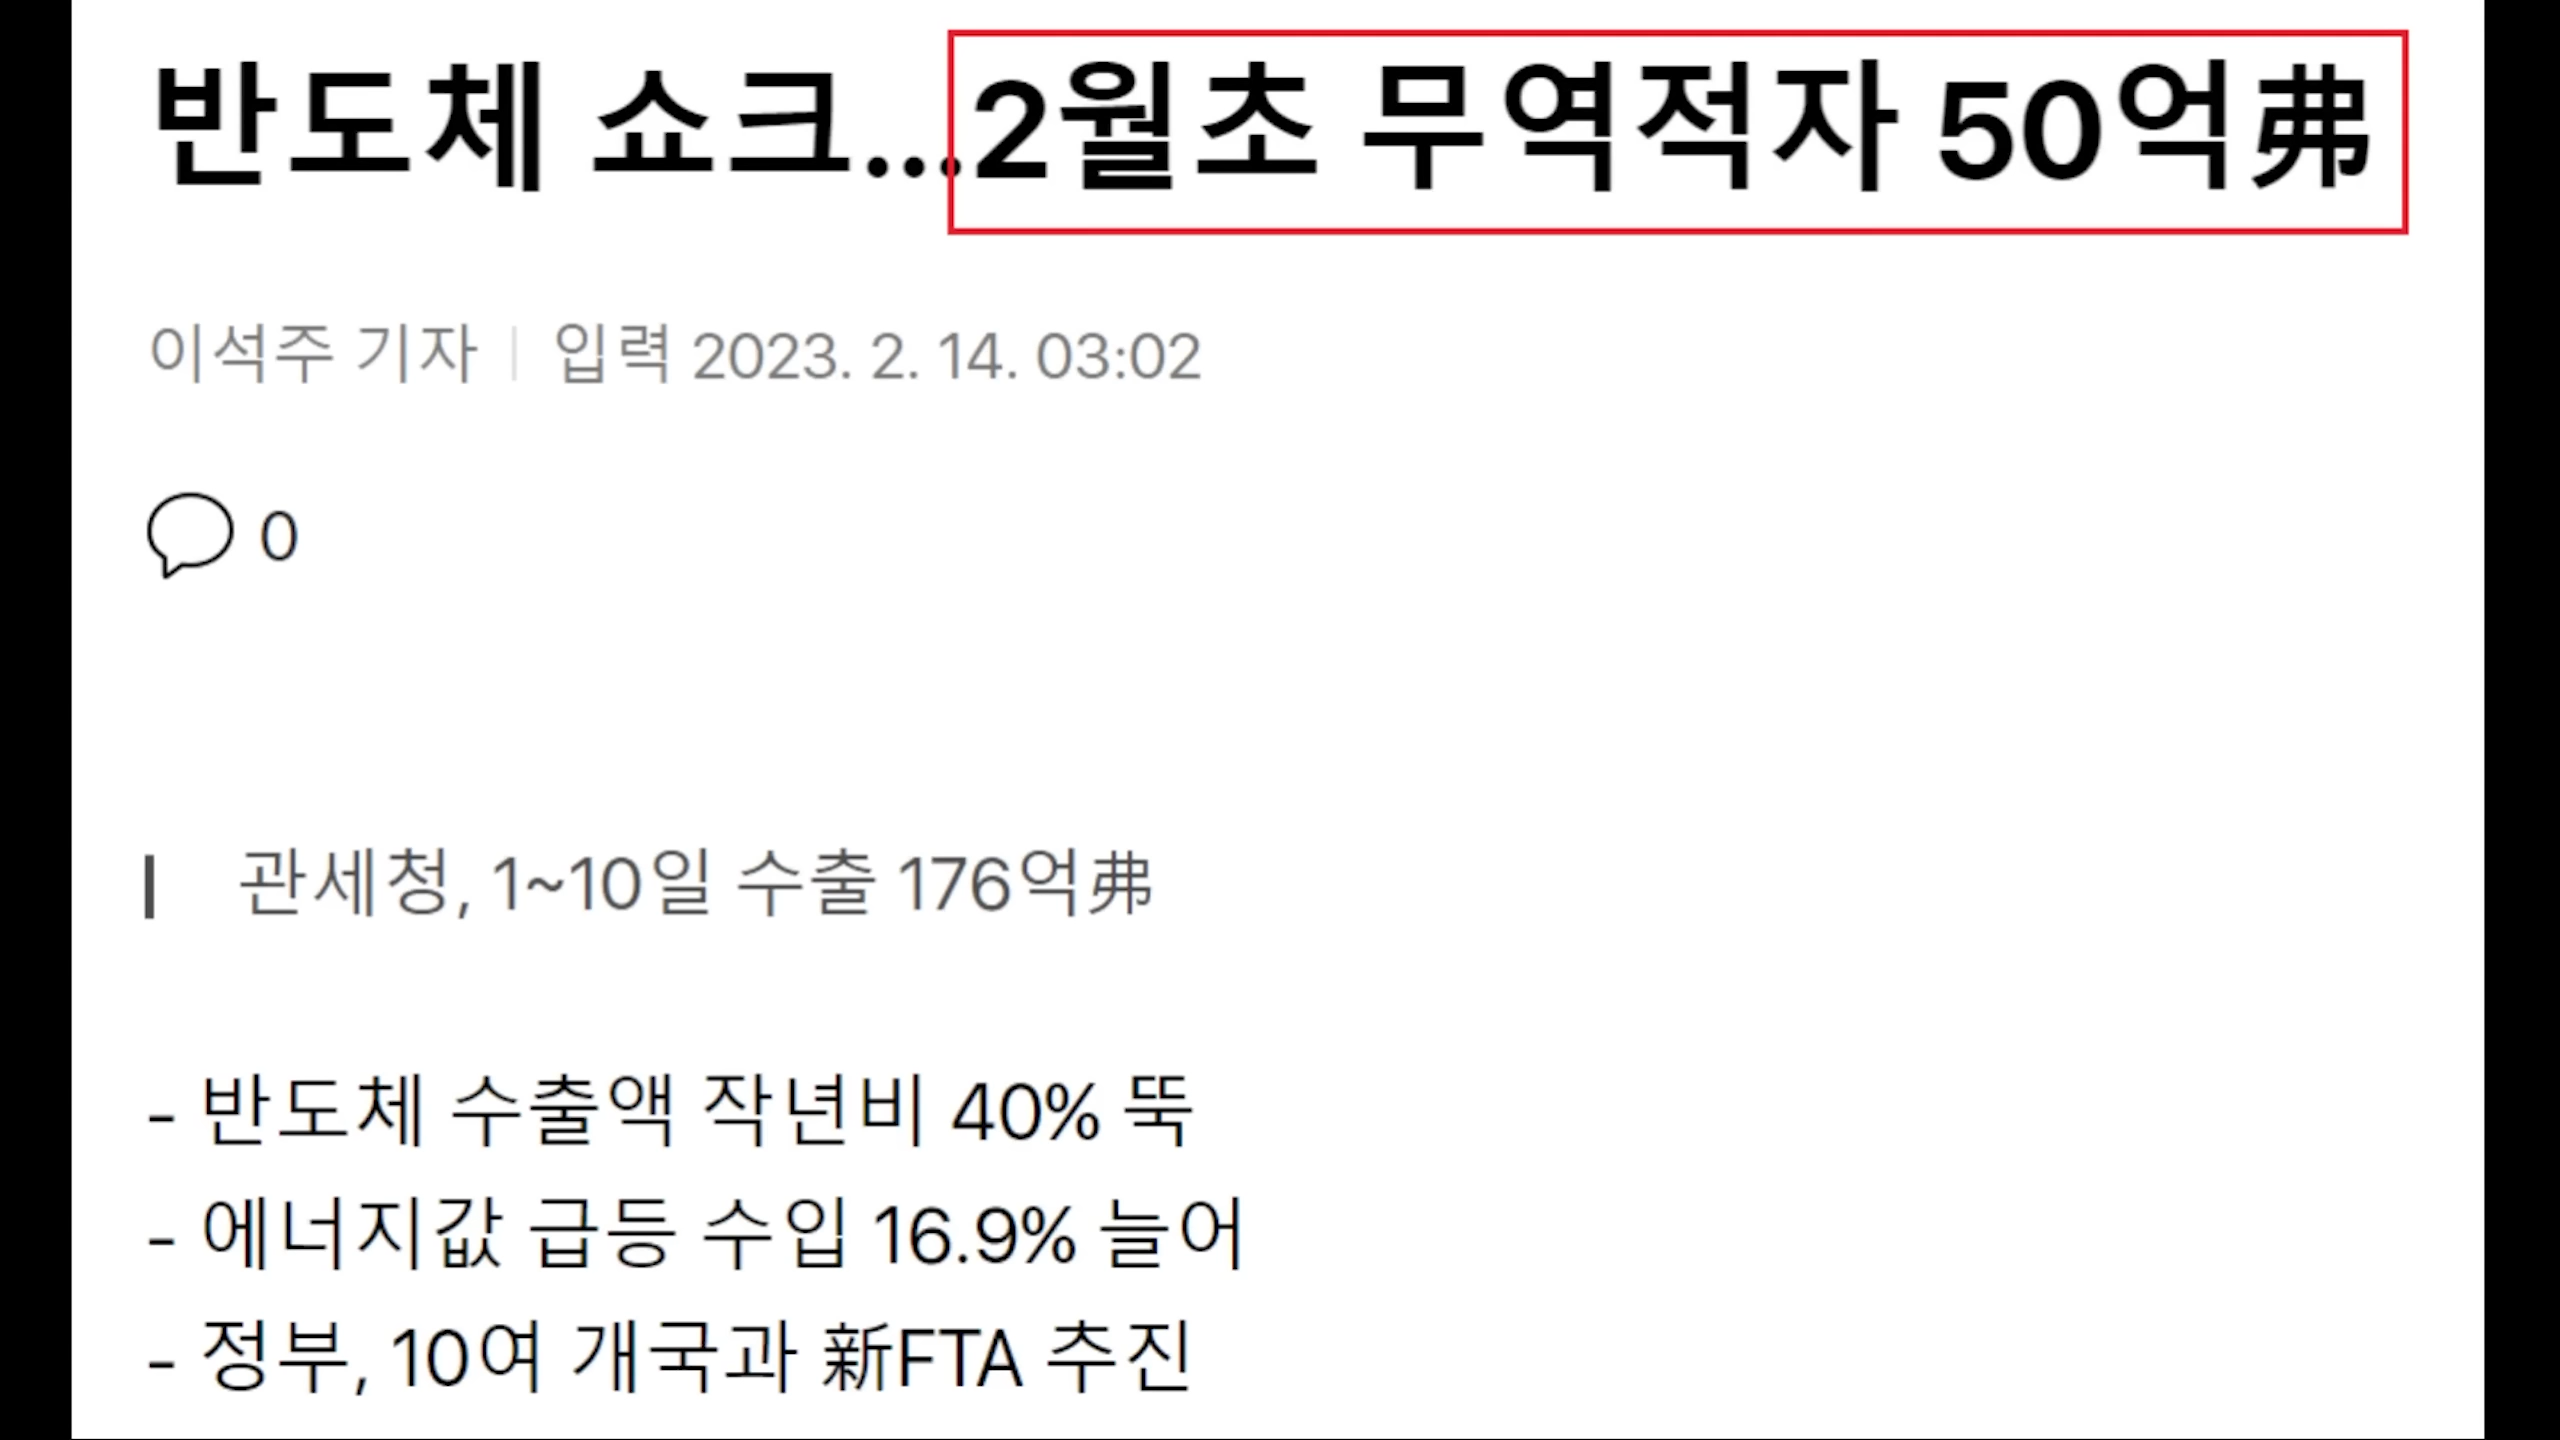 반도체 쇼크...2월초 무역적자 50억弗
이석주 기자 | 입력 2023. 2. 14. 03:02
0
관세청, 1~10일 수출 176억弗
- 반도체 수출액 작년비 40% 뚝
- 에너지값 급등 수입 16.9% 늘어
- 정부, 10여 개국과 新FTA 추진